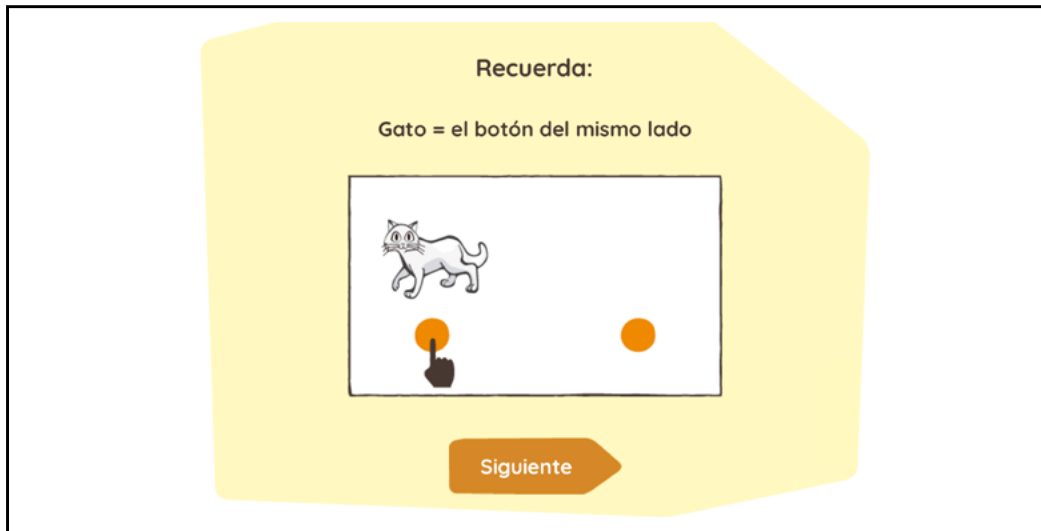 Recuerda:
Gato = el botón del mismo lado
Siguiente